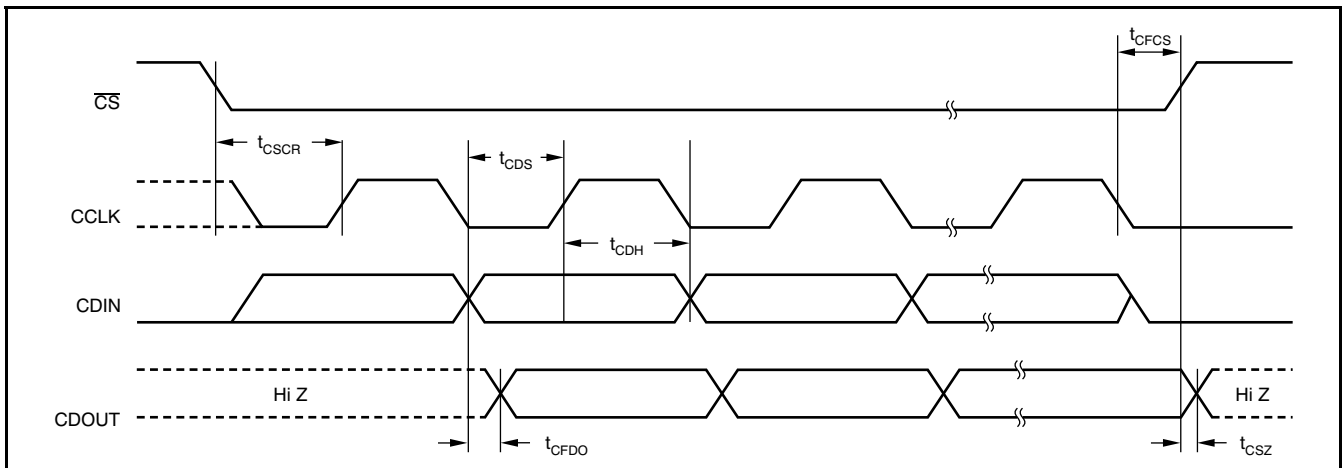 tCFCS
CS
tCSCR
tCDS
CCLK
tCDH
CDIN
Hi Z
Hi Z
CDOUT
tCFDO
tCSZ